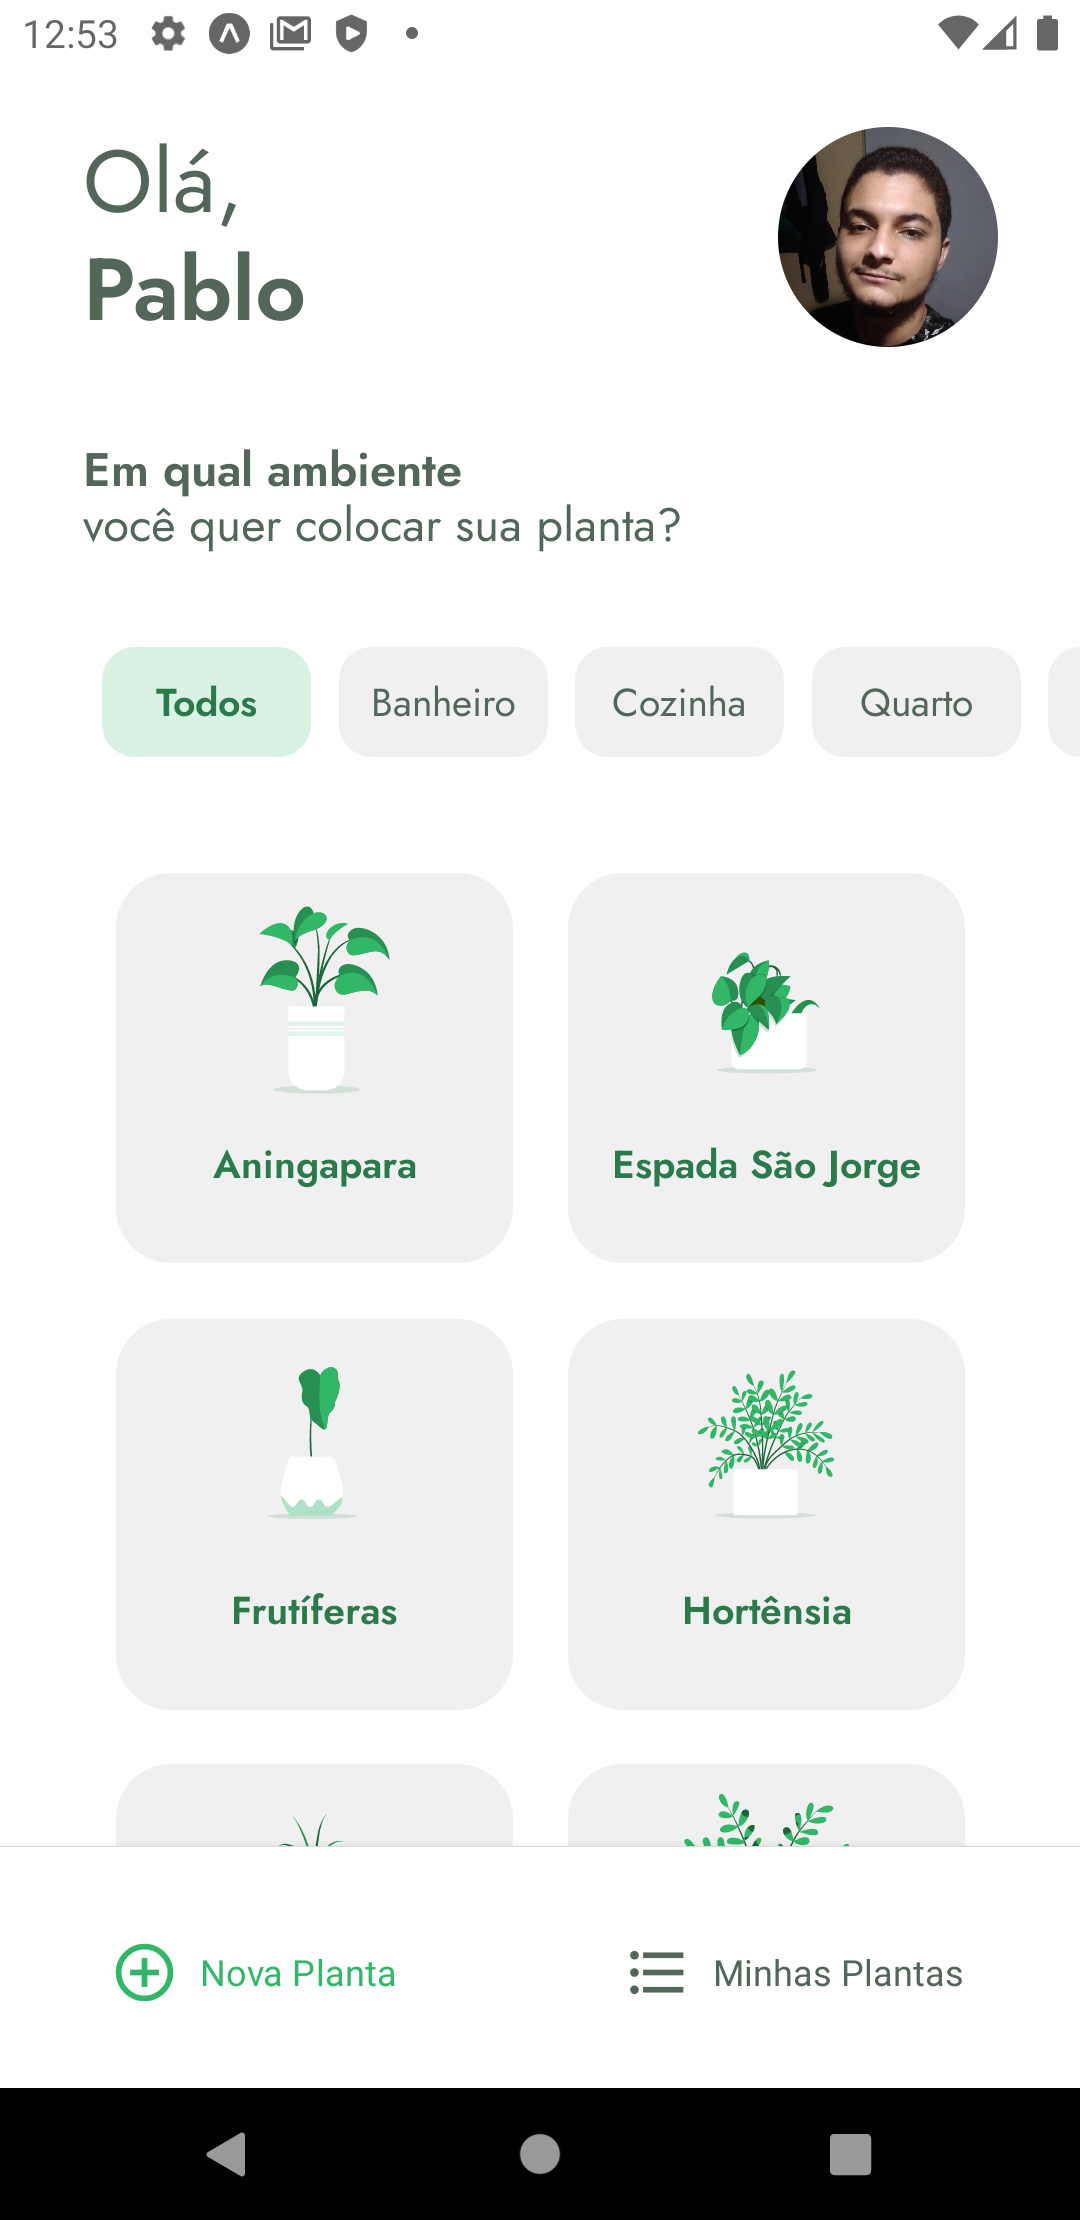 12:53
Olá,
Pablo
Em qual ambiente
você quer colocar sua planta?
Todos
Banheiro
Cozinha
Quarto
Aningapara
Espada São Jorge
Frutíferas
Hortênsia
Nova Planta
Minhas Plantas